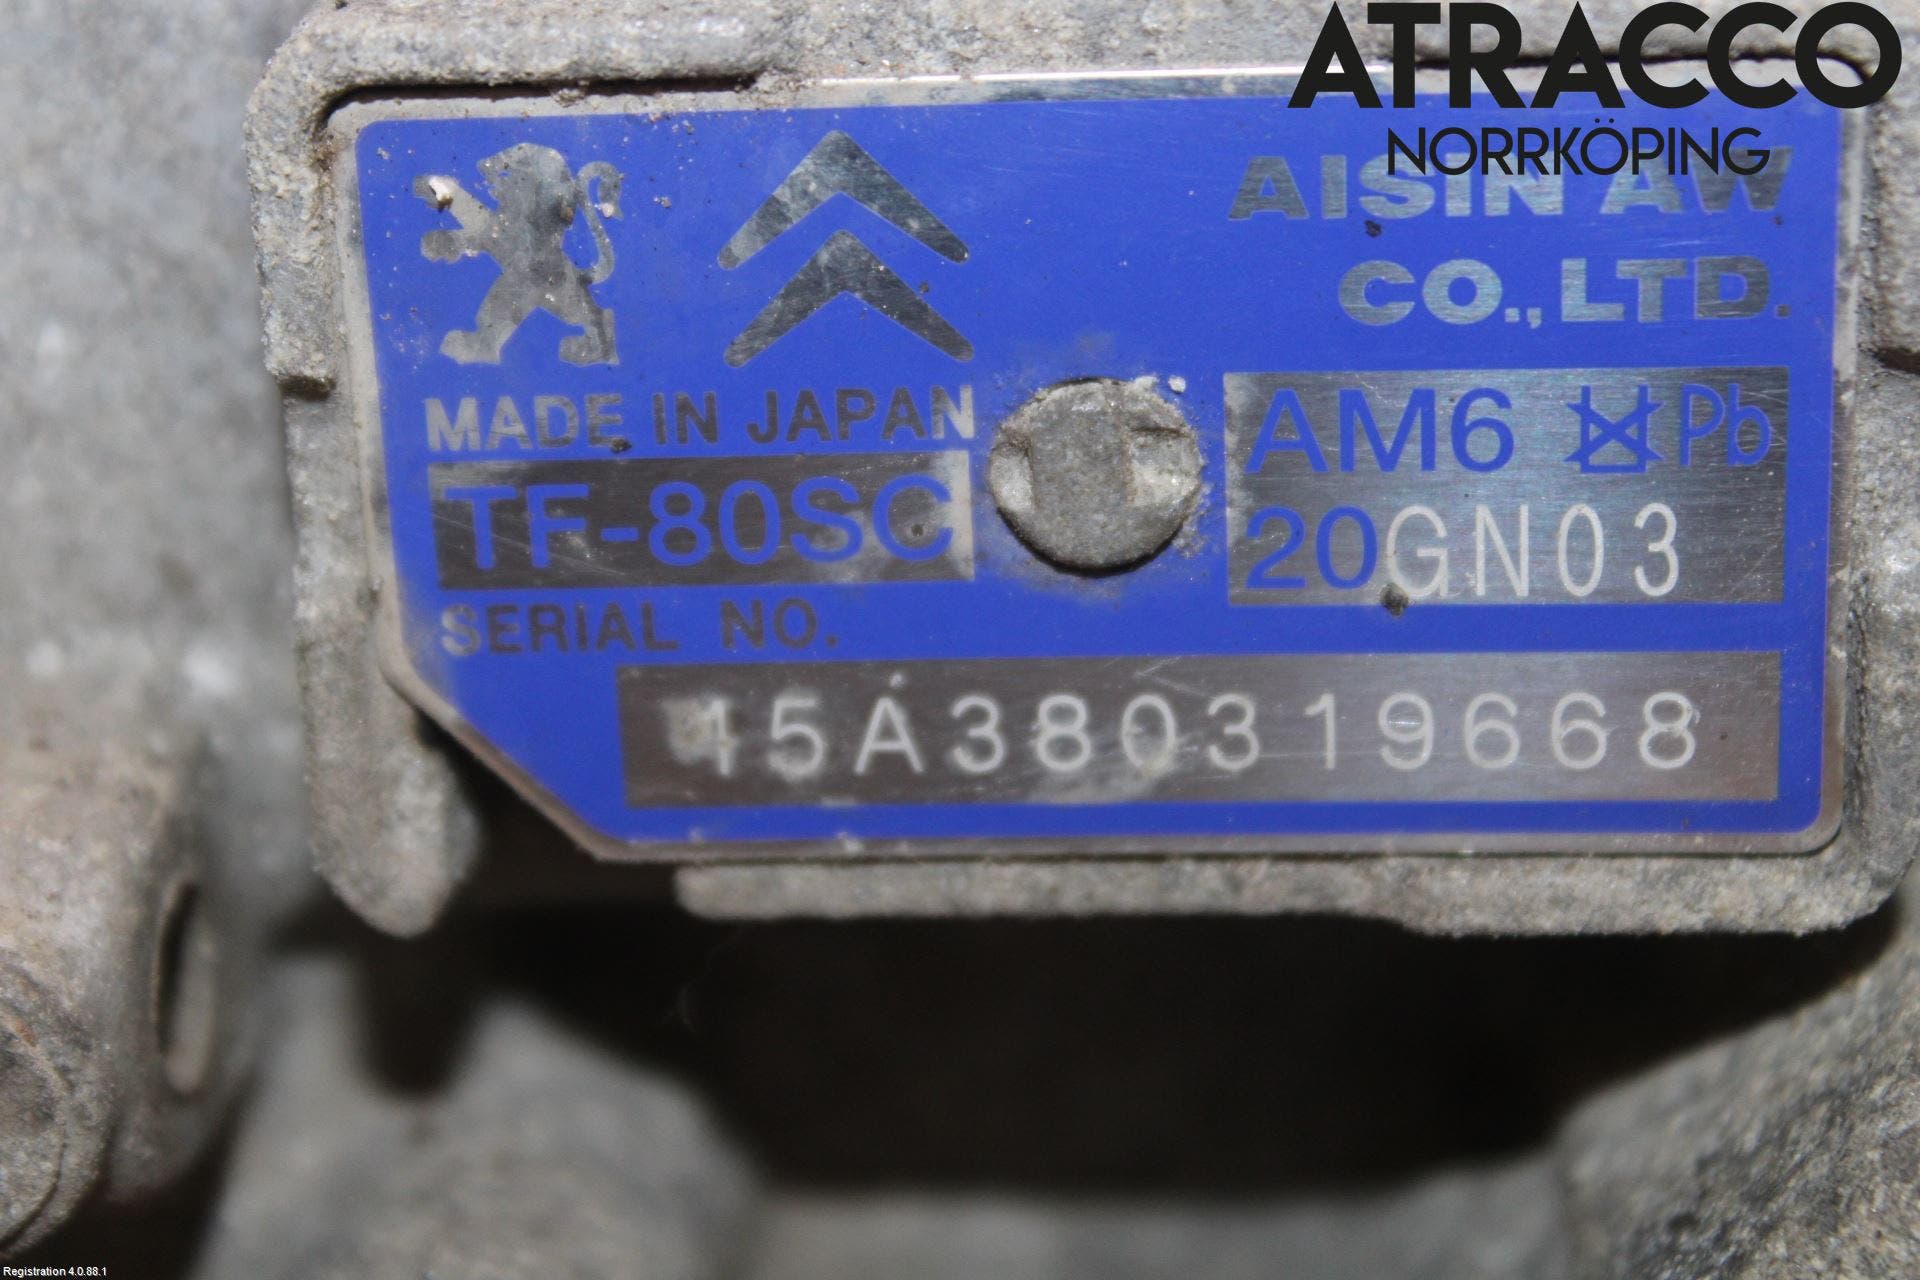 ATRACCO
NORRKÖPING
AISIN AW
CO., LTD.
MADE IN JAPAN
TF-80SC
AM6 Pb
20GN03
SERIAL NO.
15A380319668
Registration 4.0.88.1